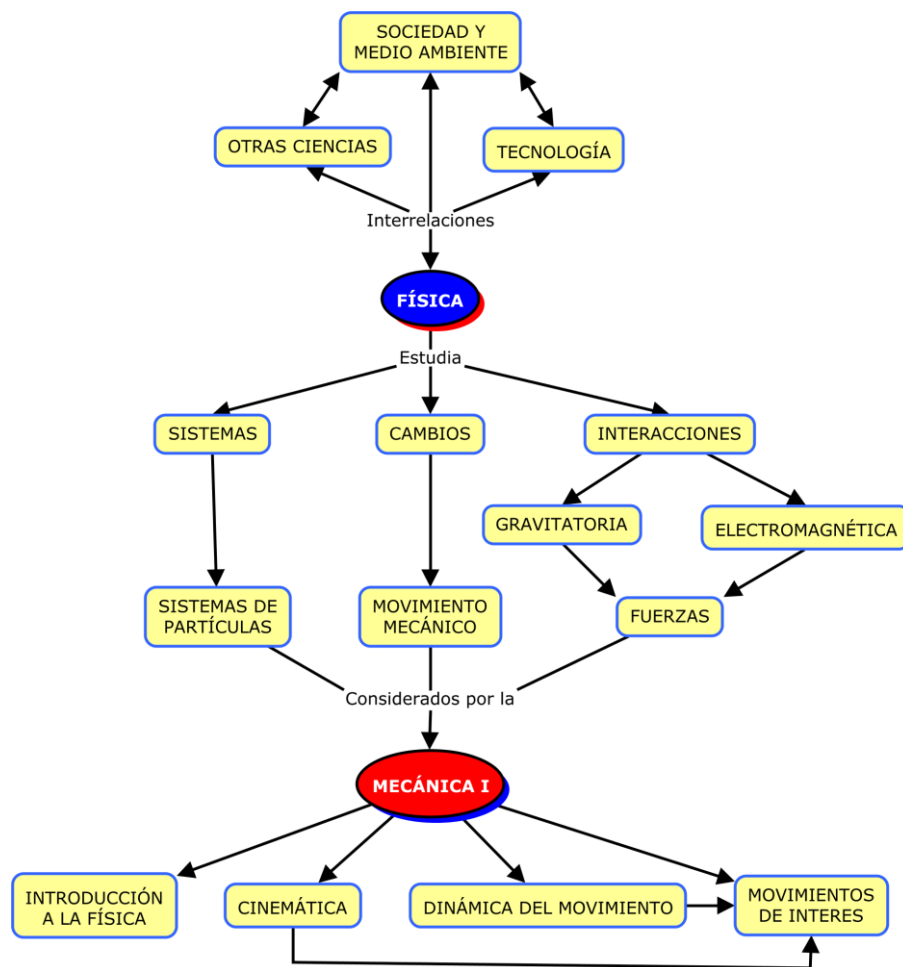 SOCIEDAD Y
MEDIO AMBIENTE
OTRAS CIENCIAS
TECNOLOGÍA
Interrelaciones
FÍSICA
Estudia
SISTEMAS
CAMBIOS
INTERACCIONES
GRAVITATORIA
ELECTROMAGNÉTICA
SISTEMAS DE
PARTÍCULAS
MOVIMIENTO
MECÁNICO
FUERZAS
Considerados por la
MECÁNICA I
INTRODUCCIÓN
A LA FÍSICA
CINEMÁTICA
DINÁMICA DEL MOVIMIENTO
MOVIMIENTOS
DE INTERES